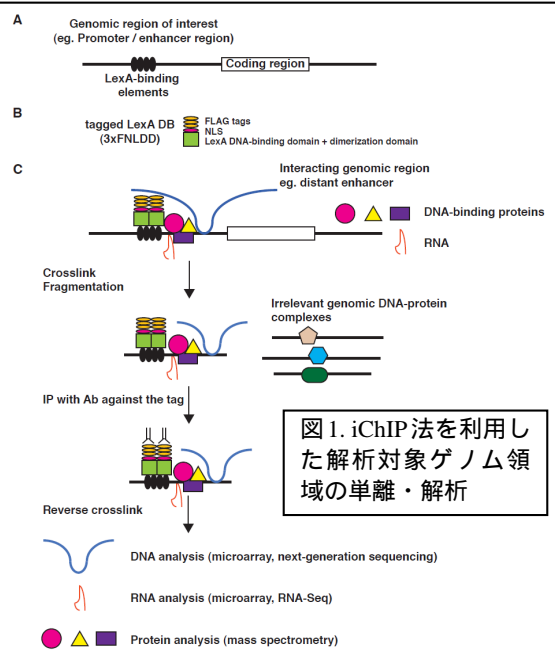 A
Genomic region of interest
(eg. Promoter / enhancer region)
Coding region
LexA-binding
elements
B
tagged LexA DB
(3xFNLDD)
FLAG tags
NLS
LexA DNA-binding domain + dimerization domain
C
Interacting genomic region
eg. distant enhancer
DNA-binding proteins
RNA
Crosslink
Fragmentation
Irrelevant genomic DNA-protein
complexes
IP with Ab against the tag
図1. iChIP法を利用し
た解析対象ゲノム領
域の単離・解析
Reverse crosslink
DNA analysis (microarray, next-generation sequencing)
RNA analysis (microarray, RNA-Seq)
Protein analysis (mass spectrometry)